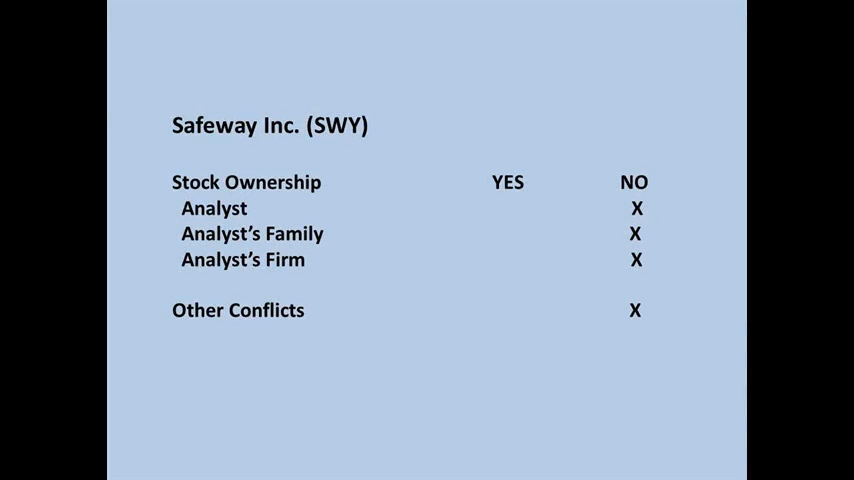 Safeway Inc. (SWY)
Stock Ownership YES NO
Analyst X
Analyst's Family X
Analyst's Firm X
Other Conflicts X